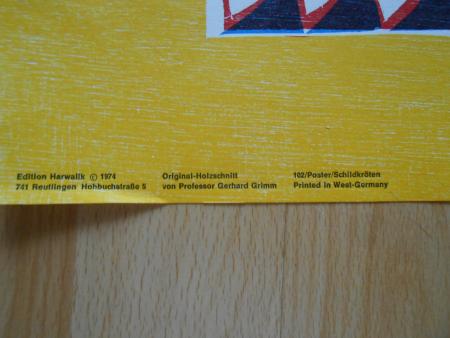 Edition Harwalik © 1974
741 Reutlingen Hohbuchstraße 5
Original-Holzschnitt
von Professor Gerhard Grimm
102/Poster/Schildkröten
Printed in West-Germany